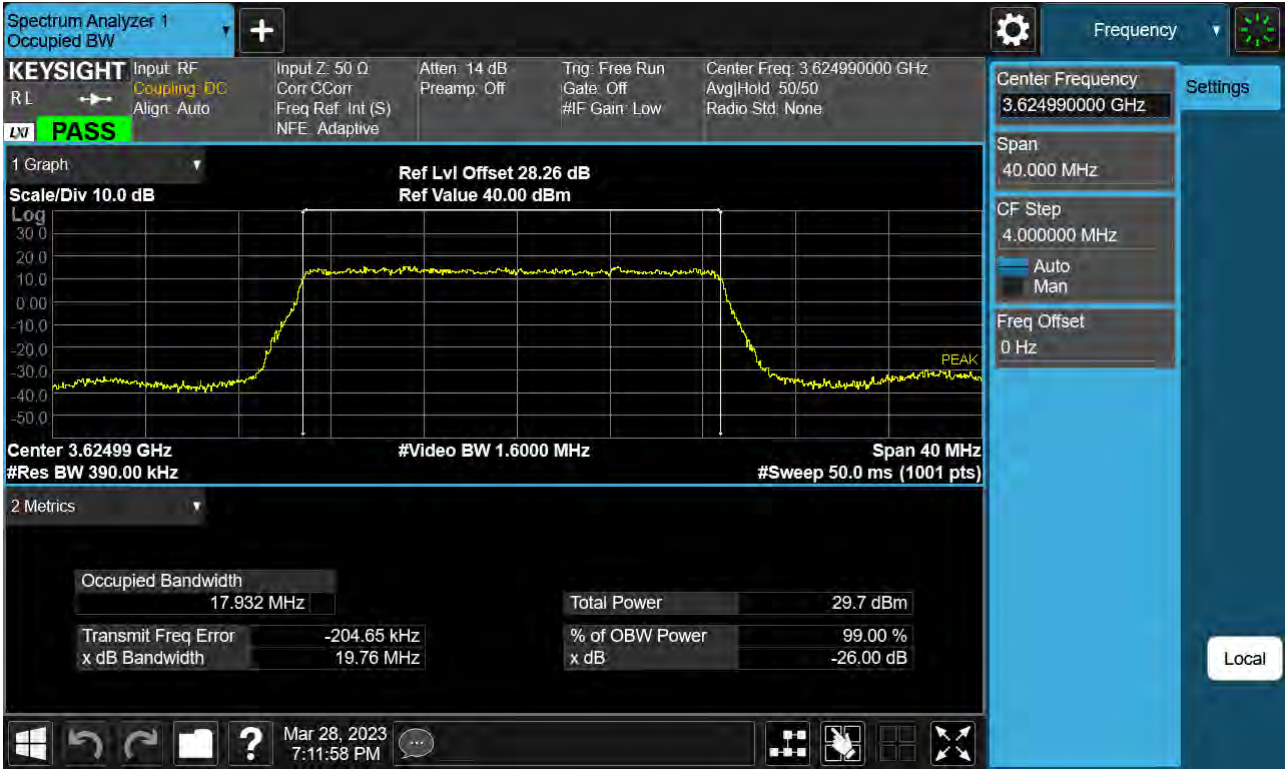 Spectrum Analyzer 1
Occupied BW
+
Frequency
KEYSIGHT
R L
LXI
PASS
Input: RF
Coupling: DC
Align: Auto
Input Z: 50 Ω
Corr CCorr
Freq Ref: Int (S)
NFE: Adaptive
Atten: 14 dB
Preamp: Off
Trig: Free Run
Gate: Off
#IF Gain: Low
Center Freq: 3.624990000 GHz
Avg|Hold: 50/50
Radio Std: None
1 Graph
Scale/Div 10.0 dB
Ref Lvl Offset 28.26 dB
Ref Value 40.00 dBm
Log
30.0
20.0
10.0
0.00
-10.0
-20.0
-30.0
-40.0
-50.0
PEAK
Center 3.62499 GHz
#Res BW 390.00 kHz
#Video BW 1.6000 MHz
Span 40 MHz
#Sweep 50.0 ms (1001 pts)
2 Metrics
Occupied Bandwidth
17.932 MHz
Transmit Freq Error -204.65 kHz
x dB Bandwidth 19.76 MHz
Total Power 29.7 dBm
% of OBW Power 99.00 %
x dB -26.00 dB
?
Mar 28, 2023
7:11:58 PM
Center Frequency
3.624990000 GHz
Span
40.000 MHz
CF Step
4.000000 MHz
Auto
Man
Freq Offset
0 Hz
Settings
Local